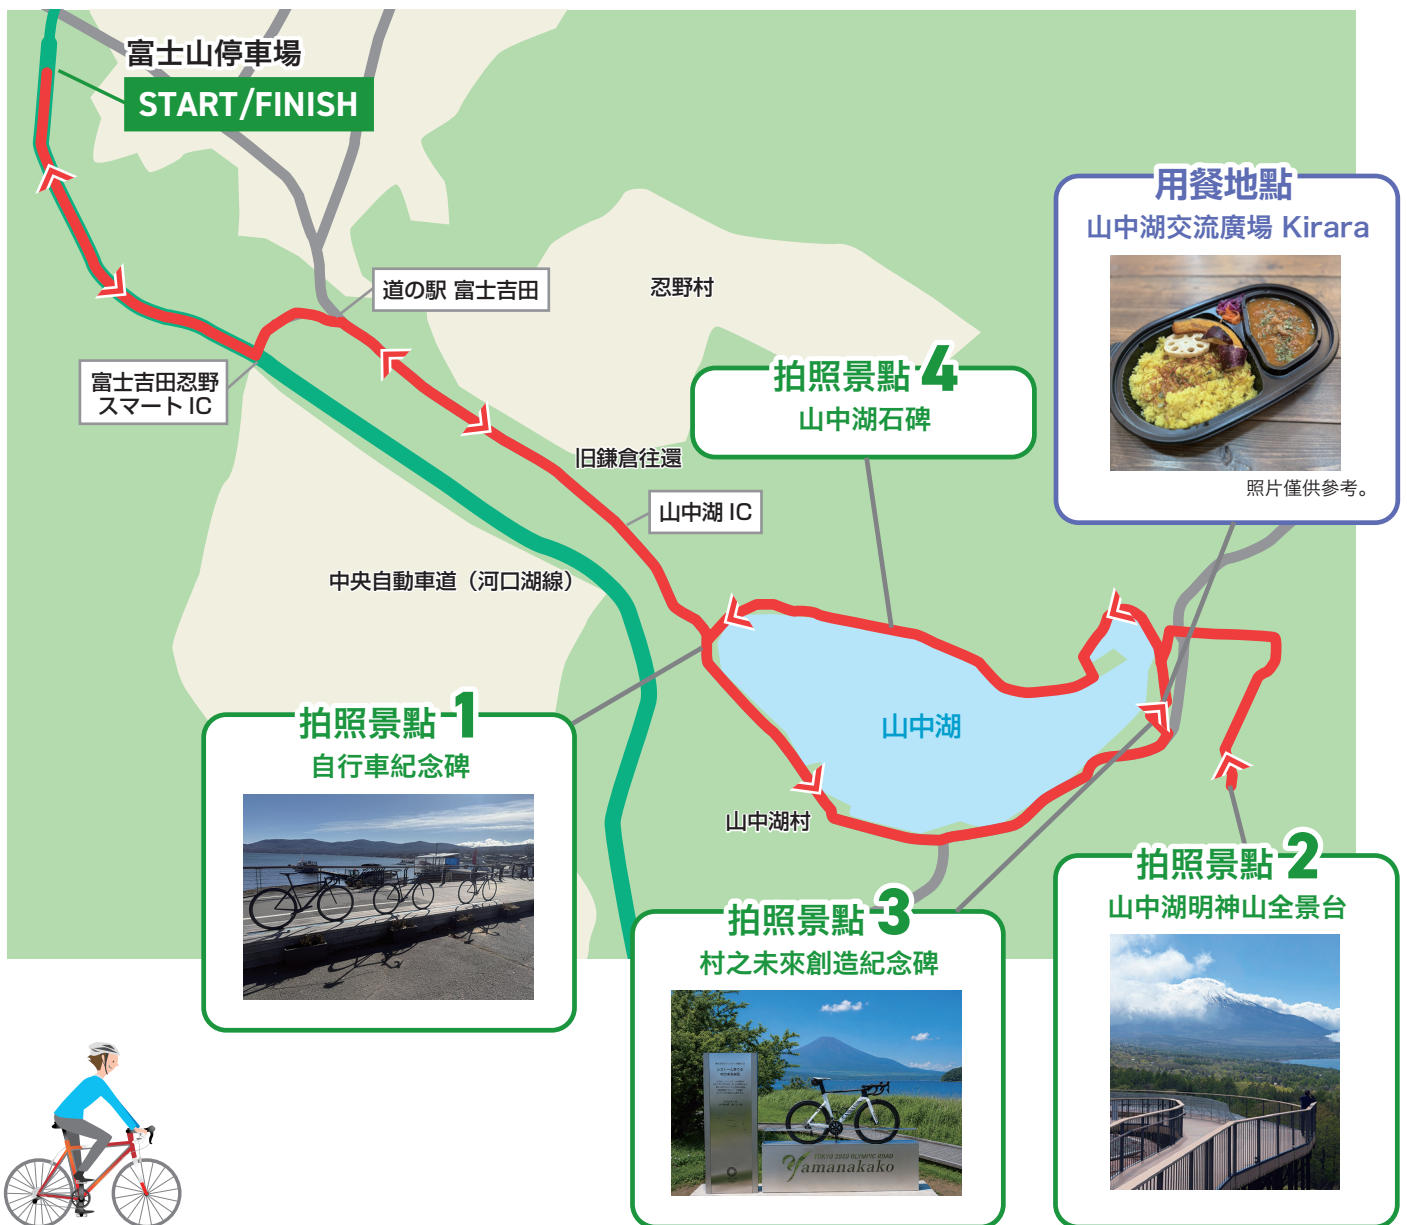 富士山停車場
START/FINISH
道の駅 富士吉田
忍野村
富士吉田忍野
スマート IC
旧鎌倉往還
山中湖 IC
中央自動車道（河口湖線）
拍照景點 4
山中湖石碑
用餐地點
山中湖交流廣場 Kirara
照片僅供參考。
山中湖
山中湖村
拍照景點 1
自行車紀念碑
拍照景點 3
村之未來創造紀念碑
TOKYO 2020 OLYMPIC ROAD
Yamanakako
拍照景點 2
山中湖明神山全景台